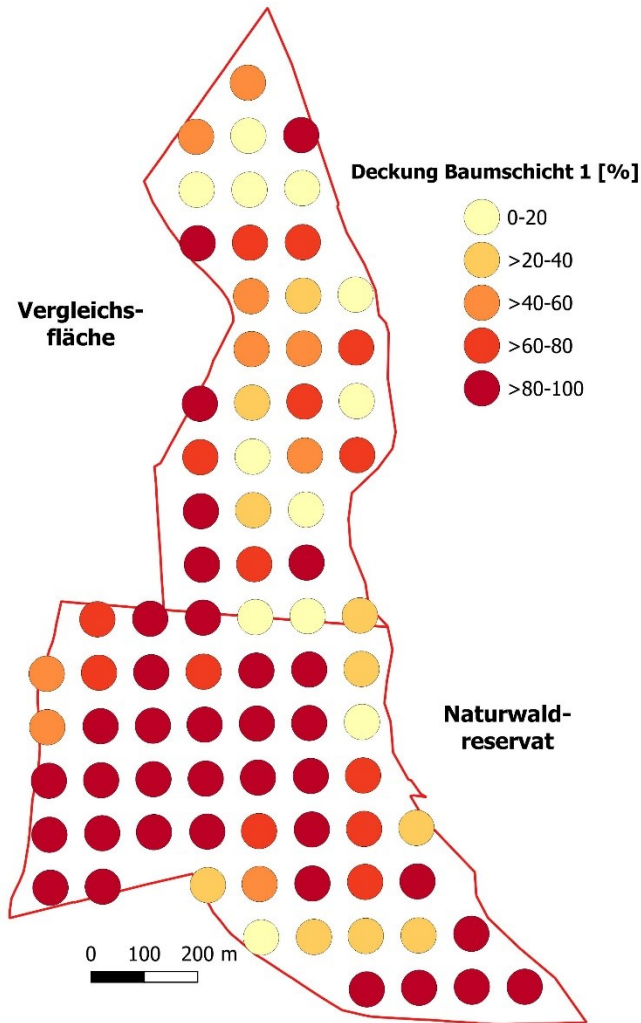 Deckung Baumschicht 1 [%]
0-20
>20-40
>40-60
>60-80
>80-100
Vergleichs-
fläche
Naturwald-
reservat
0 100 200 m